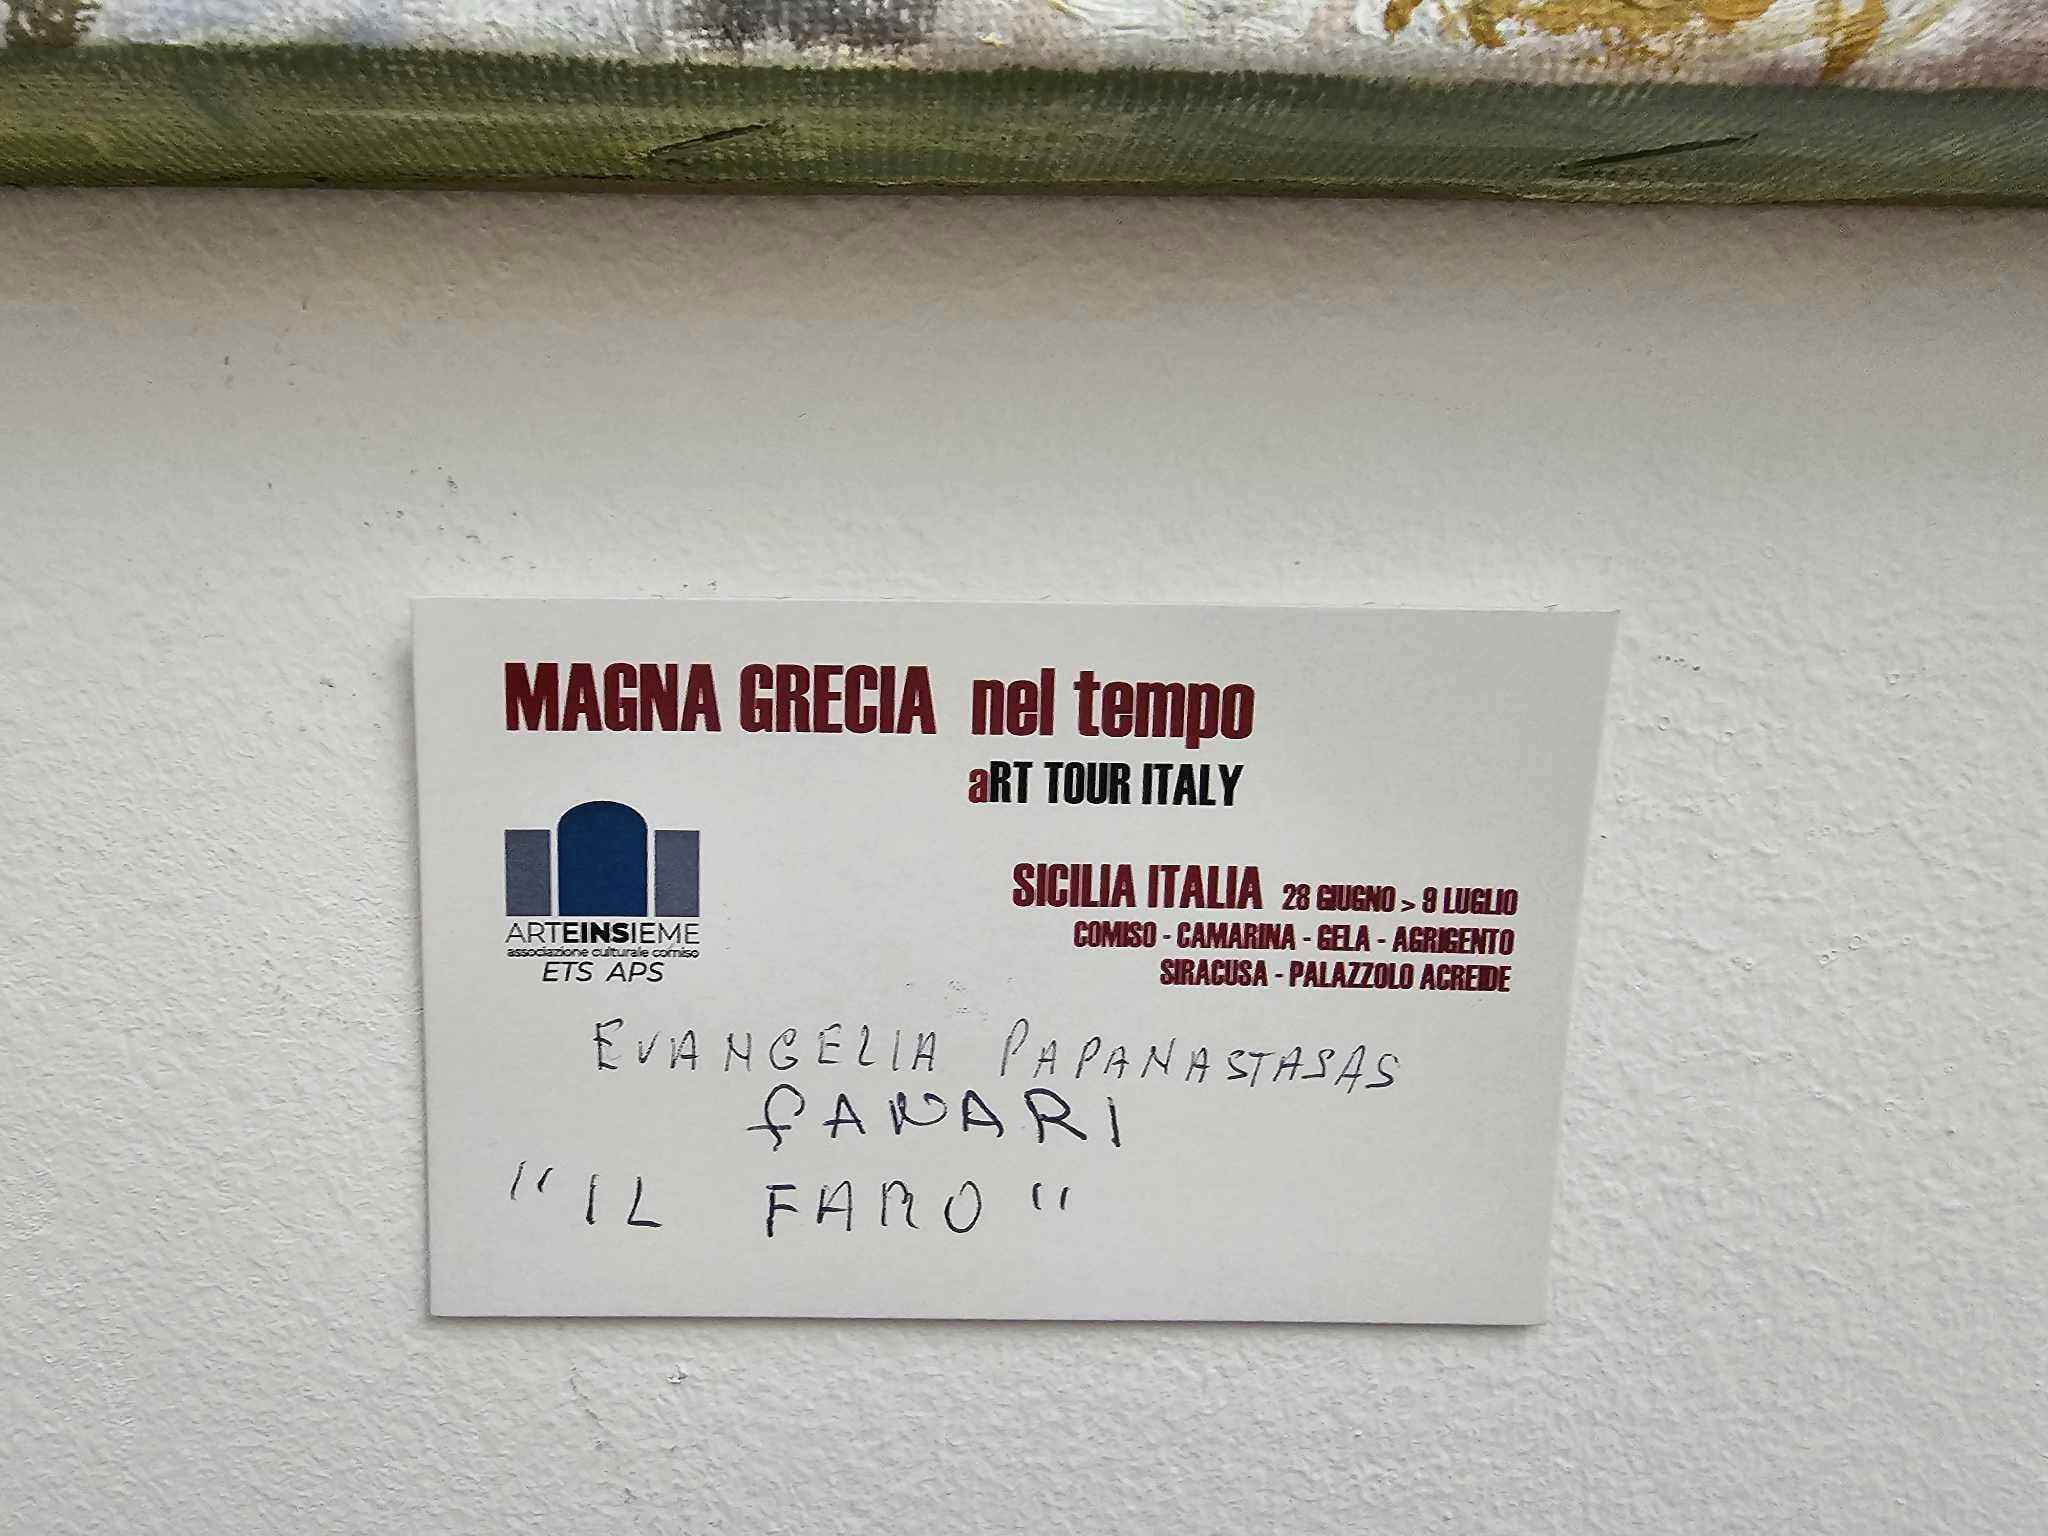 MAGNA GRECIA nel tempo
aRT TOUR ITALY
ARTEINSIEME
associazione culturale comiso
ETS APS
SICILIA ITALIA 28 GIUGNO > 9 LUGLIO
COMISO - CAMARINA - GELA - AGRIGENTO
SIRACUSA - PALAZZOLO ACREIDE
EVANGELIA PAPANASTASAS
FANARI
"IL FARO"